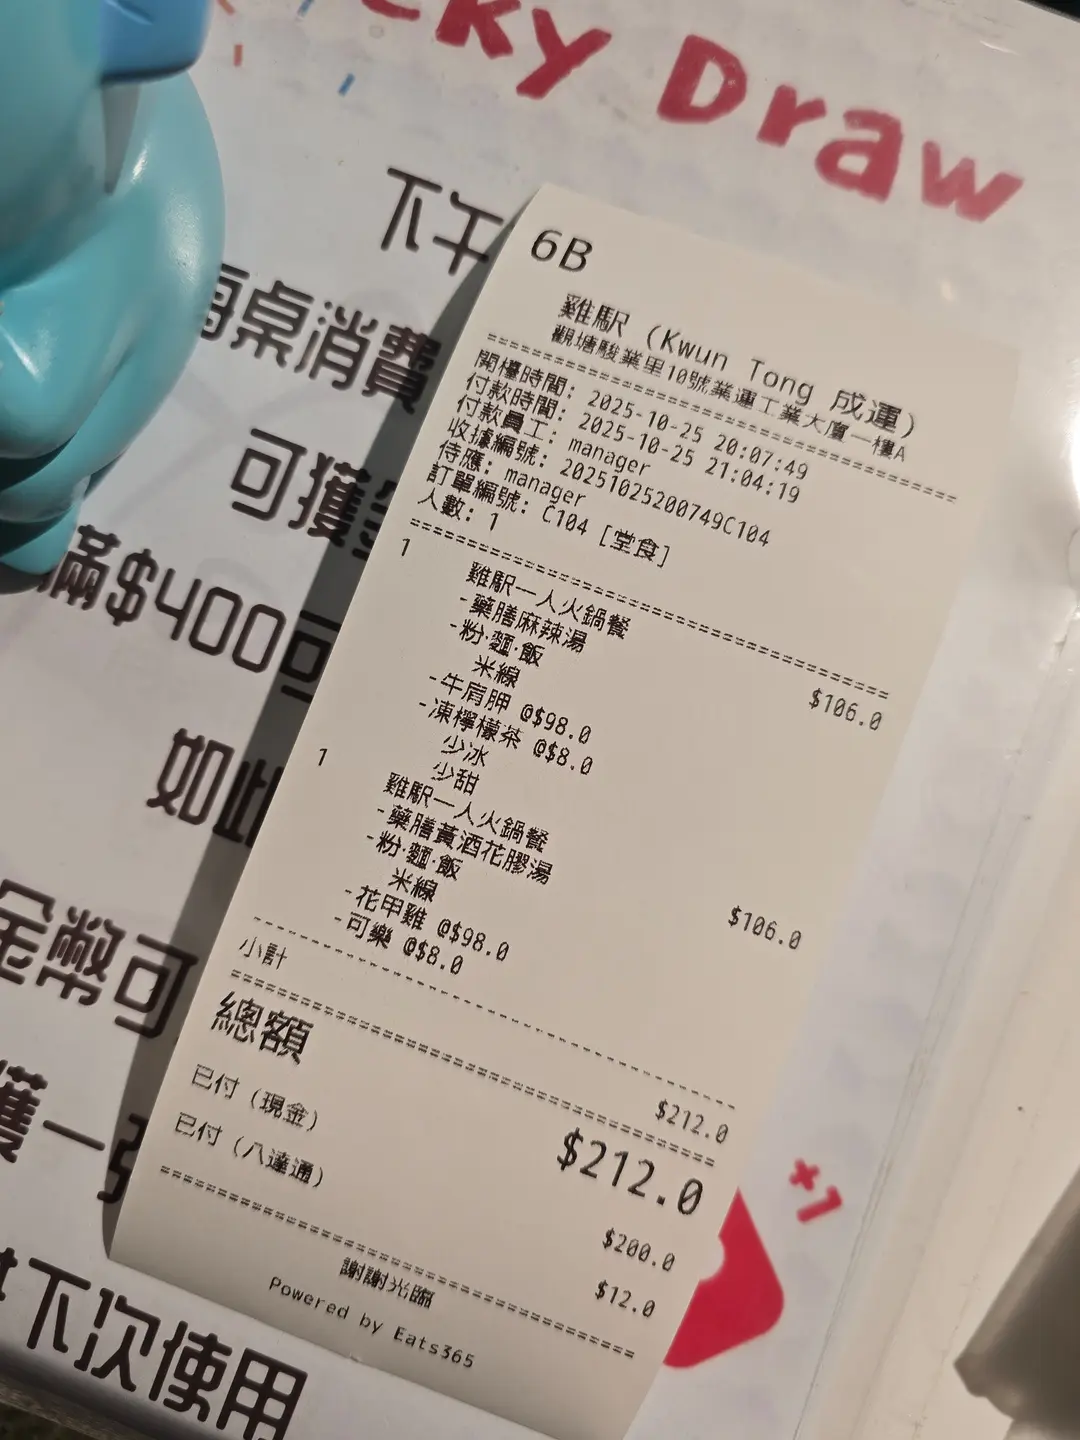 cky Draw
下午
每桌消費
可獲
滿$400可
如此
金幣可
獲一張
下次使用
×1
6B
雞駅 (Kwun Tong 成運)
觀塘駿業里10號業運工業大廈一樓A
開檯時間: 2025-10-25 20:07:49
付款時間: 2025-10-25 21:04:19
付款員工: manager
收據編號: 20251025200749C104
侍應: manager
訂單編號: C104 [堂食]
人數: 1
1 雞駅一人火鍋餐 $106.0
-藥膳麻辣湯
-粉·麵·飯
米線
-牛肩胛 @$98.0
-凍檸檬茶 @$8.0
少冰
少甜
1 雞駅一人火鍋餐 $106.0
-藥膳黃酒花膠湯
-粉·麵·飯
米線
-花甲雞 @$98.0
-可樂 @$8.0
小計 $212.0
總額 $212.0
已付 (現金) $200.0
已付 (八達通) $12.0
謝謝光臨
Powered by Eats365